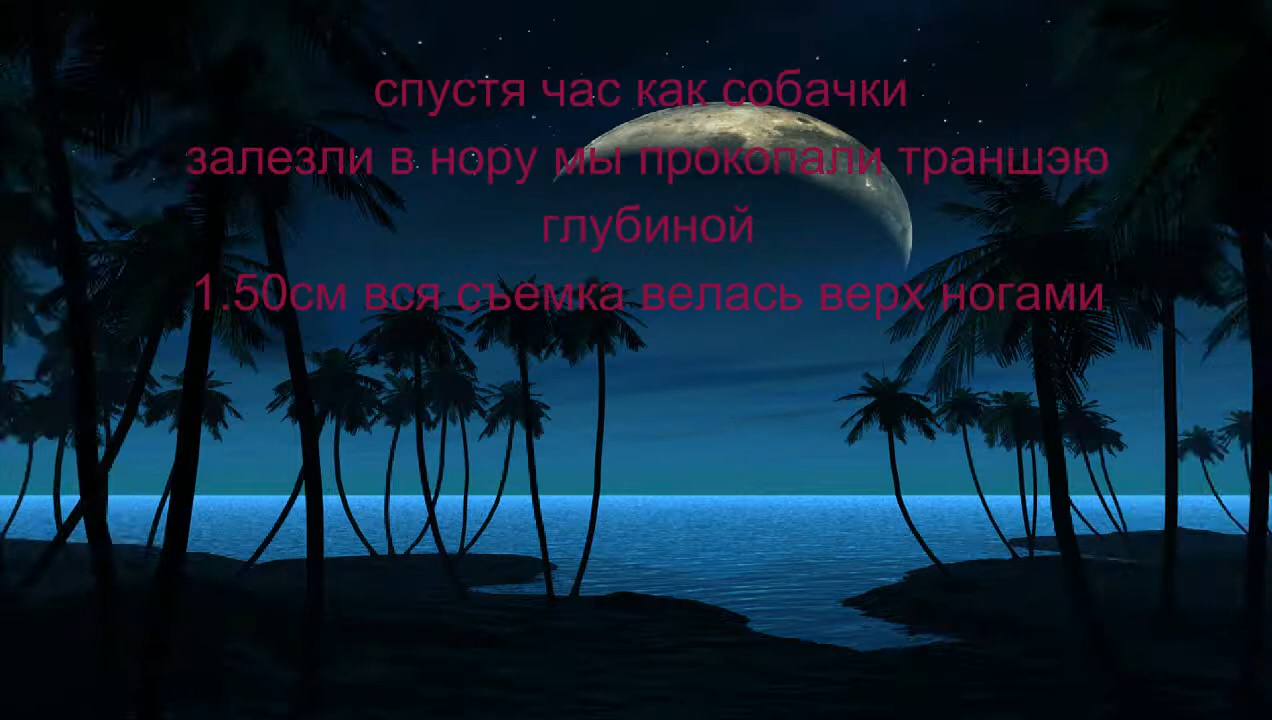 спустя час как собачки
залезли в нору мы прокопали траншэю
глубиной
1.50см вся съемка велась верх ногами